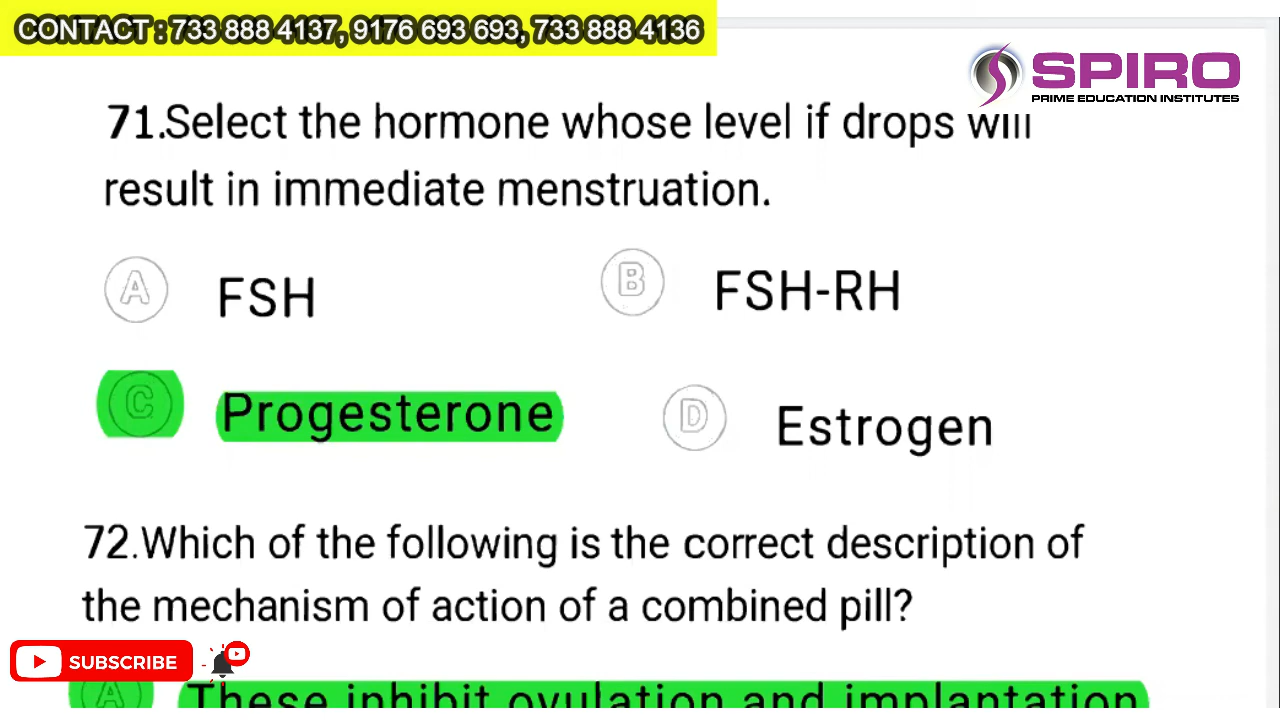 CONTACT : 733 888 4137, 9176 693 693, 733 888 4136
SPIRO
PRIME EDUCATION INSTITUTES
71.Select the hormone whose level if drops will
result in immediate menstruation.
A FSH
B FSH-RH
C Progesterone
D Estrogen
72.Which of the following is the correct description of
the mechanism of action of a combined pill?
SUBSCRIBE
A These inhibit ovulation and implantation